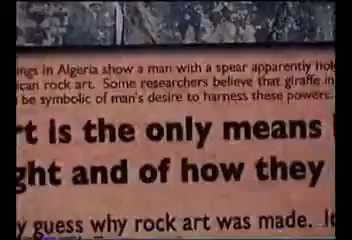 ings in Algeria show a man with a spear apparently hol
ican rock art. Some researchers believe that giraffe in
be symbolic of man's desire to harness these powers.
rt is the only means
ght and of how they
y guess why rock art was made. It